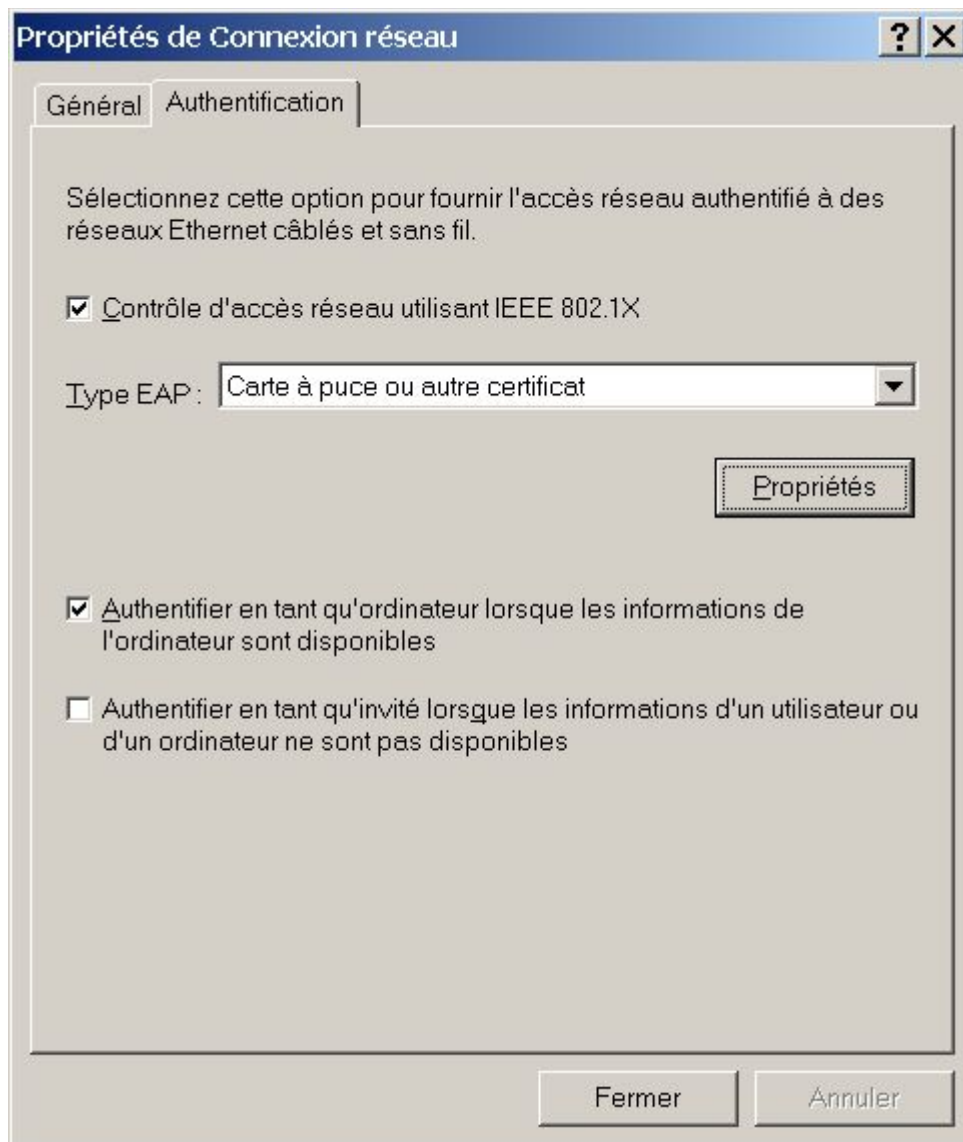 Propriétés de Connexion réseau
Général
Authentification
Sélectionnez cette option pour fournir l'accès réseau authentifié à des
réseaux Ethernet câblés et sans fil.
Contrôle d'accès réseau utilisant IEEE 802.1X
Type EAP : Carte à puce ou autre certificat
Propriétés
Authentifier en tant qu'ordinateur lorsque les informations de
l'ordinateur sont disponibles
Authentifier en tant qu'invité lorsque les informations d'un utilisateur ou
d'un ordinateur ne sont pas disponibles
Fermer
Annuler